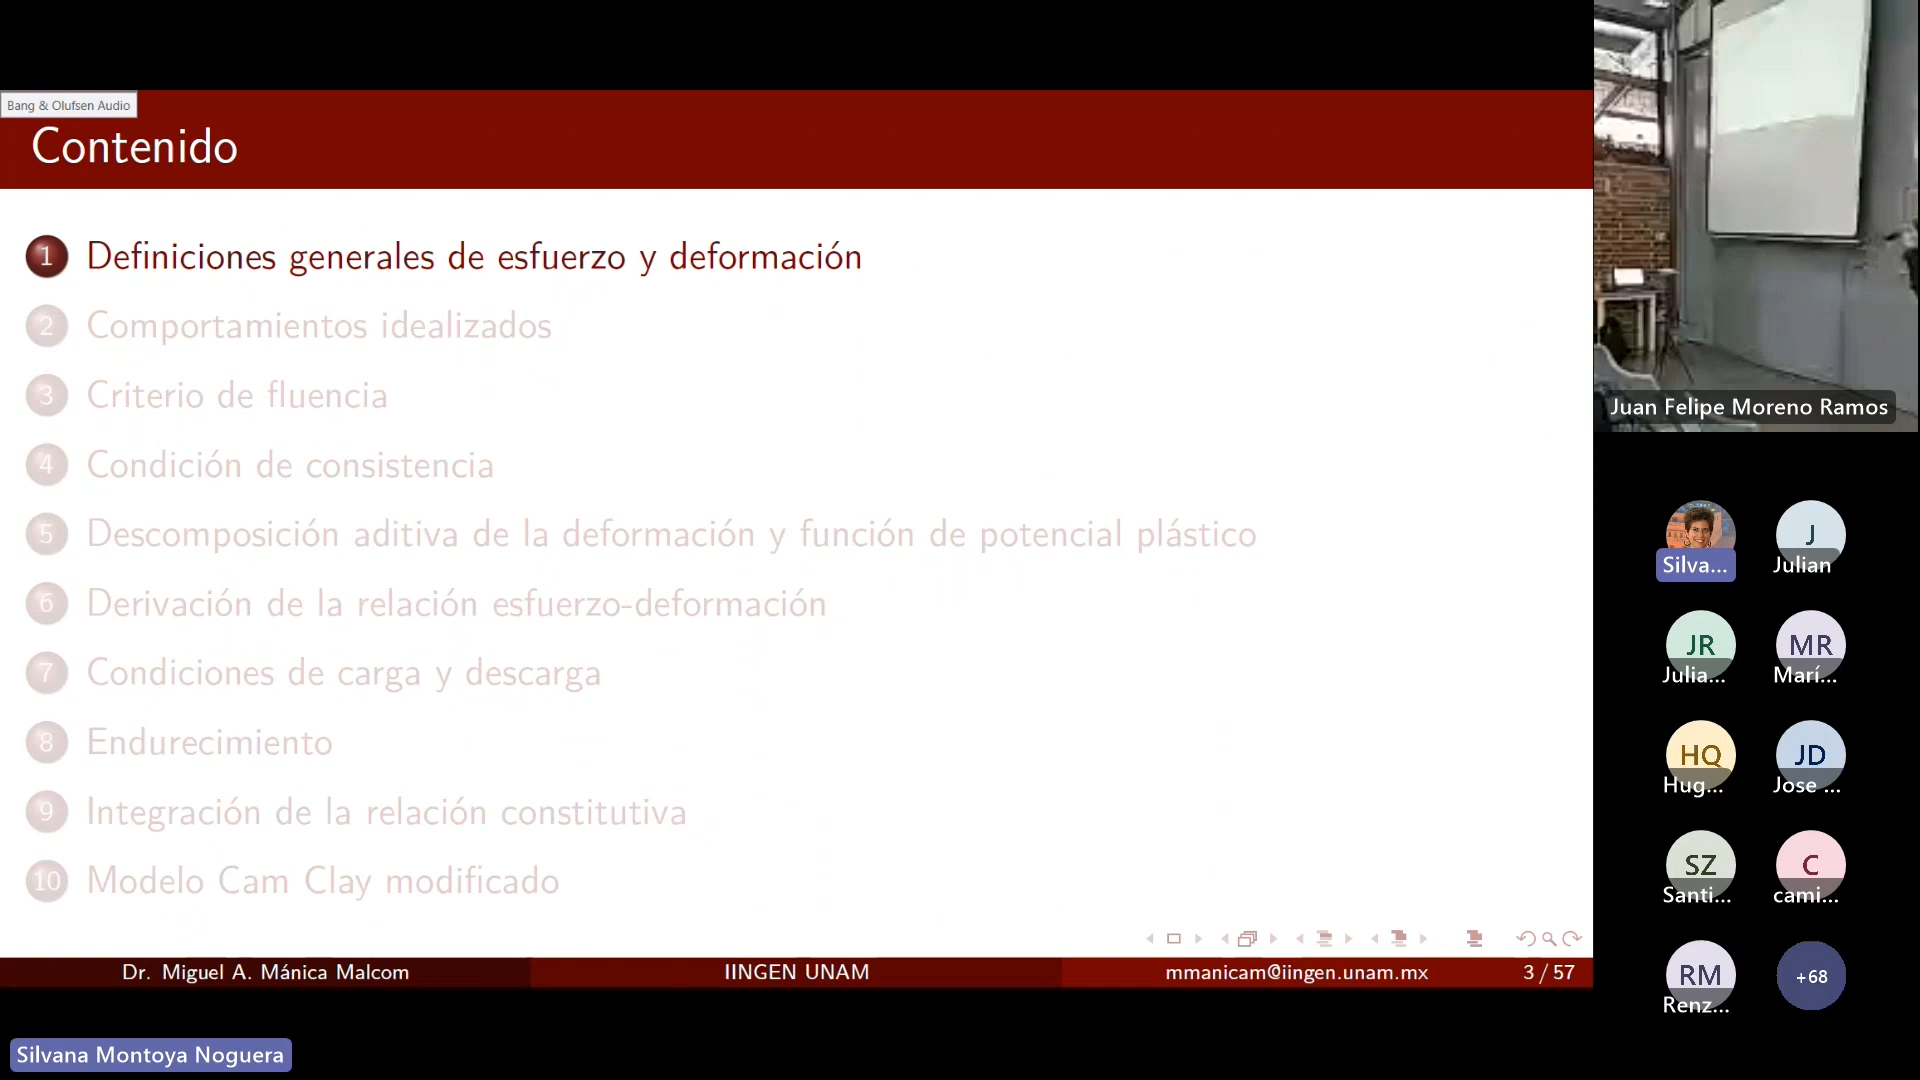 Bang & Olufsen Audio
Contenido
1 Definiciones generales de esfuerzo y deformación
2 Comportamientos idealizados
3 Criterio de fluencia
4 Condición de consistencia
5 Descomposición aditiva de la deformación y función de potencial plástico
6 Derivación de la relación esfuerzo-deformación
7 Condiciones de carga y descarga
8 Endurecimiento
9 Integración de la relación constitutiva
10 Modelo Cam Clay modificado
Dr. Miguel A. Mánica Malcom IINGEN UNAM mmanicam@iingen.unam.mx 3 / 57
Silvana Montoya Noguera
Juan Felipe Moreno Ramos
Silva... J Julian
JR Julia... MR Marí...
HQ Hug... JD Jose ...
SZ Santi... C cami...
RM Renz... +68